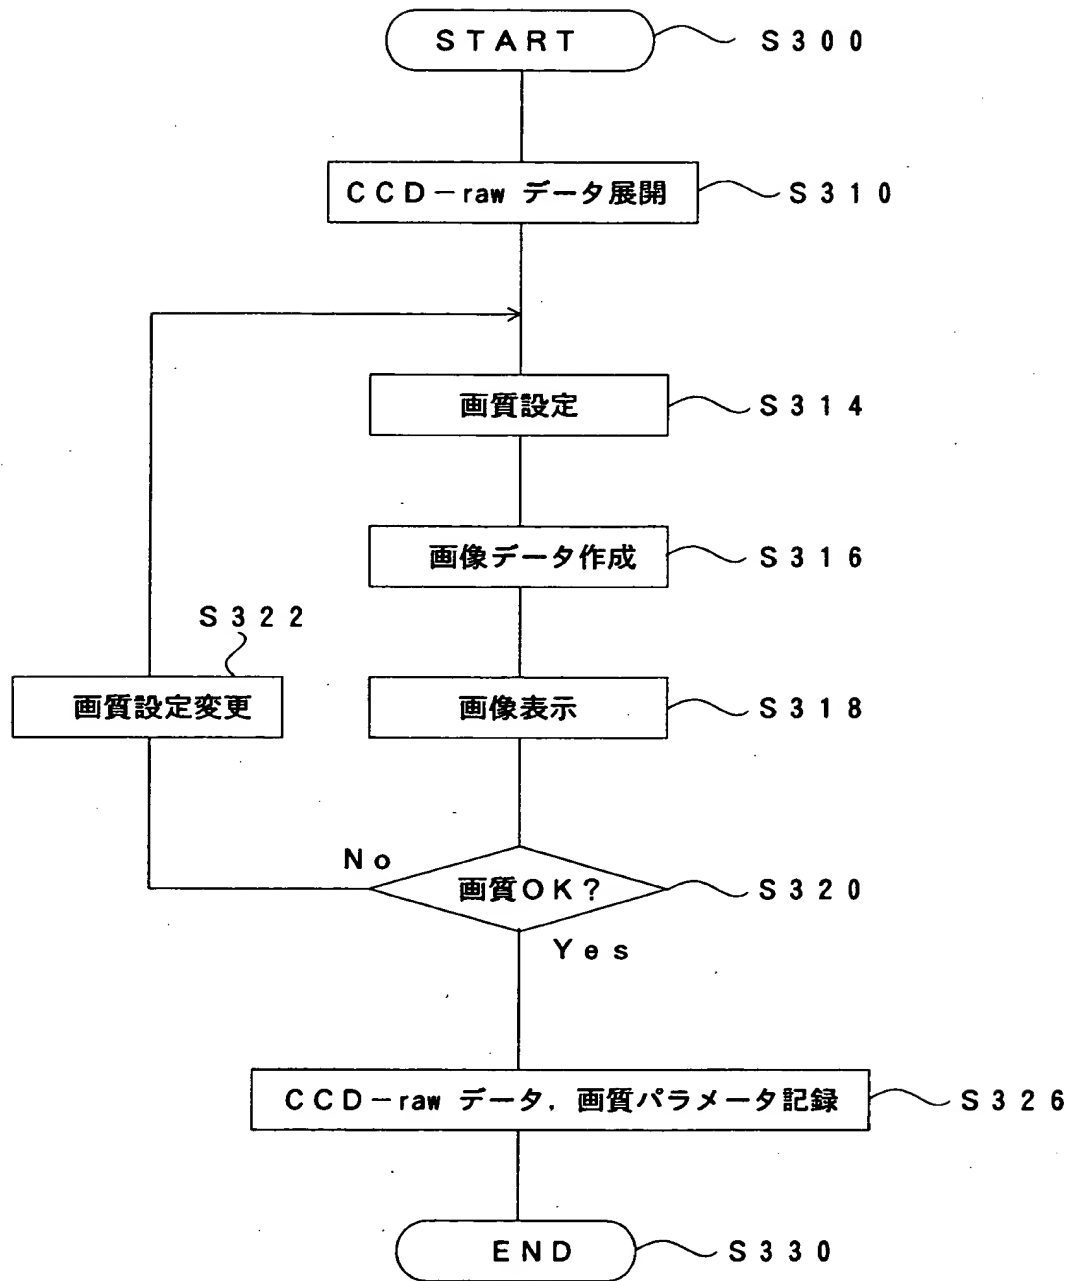 START
S300
CCD-raw データ展開
S310
画質設定
S314
画像データ作成
S316
S322
画質設定変更
画像表示
S318
No
画質OK?
S320
Yes
CCD-raw データ,画質パラメータ記録
S326
END
S330